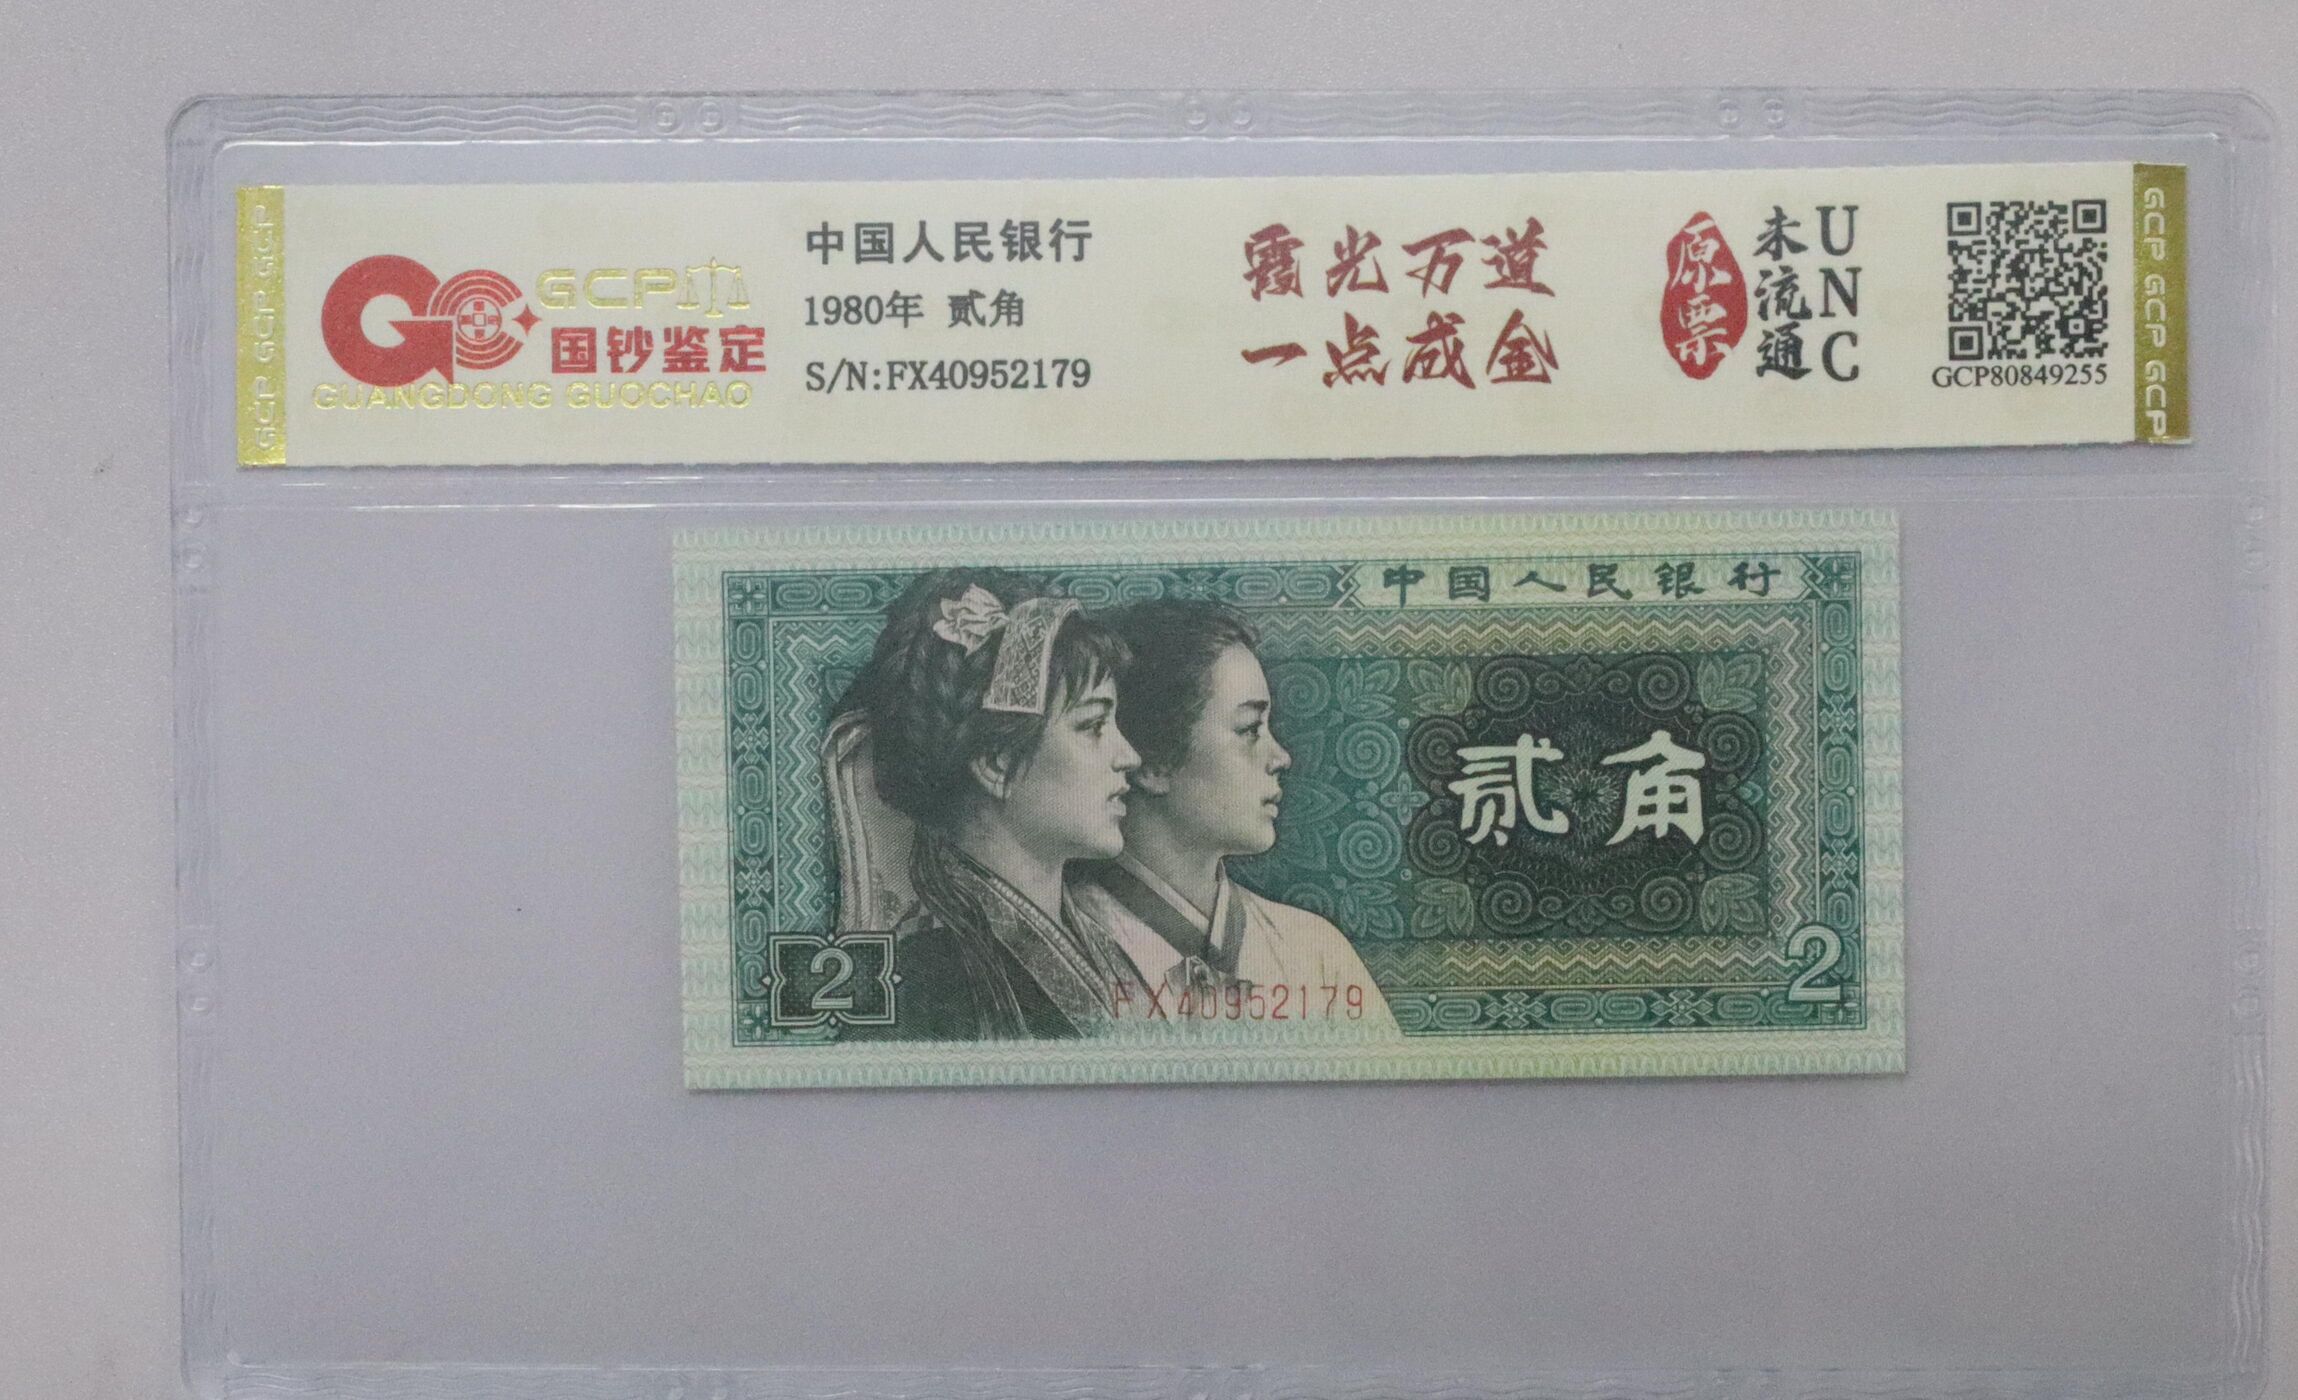 GCP
国钞鉴定
GUANGDONG GUOCHAO
中国人民银行
1980年 贰角
S/N:FX40952179
霞光万道
一点成金
原票
未流通
UNC
GCP80849255
GCP GCP GCP GCP
GCP GCP GCP GCP
中国人民银行
贰角
2
FX40952179
2